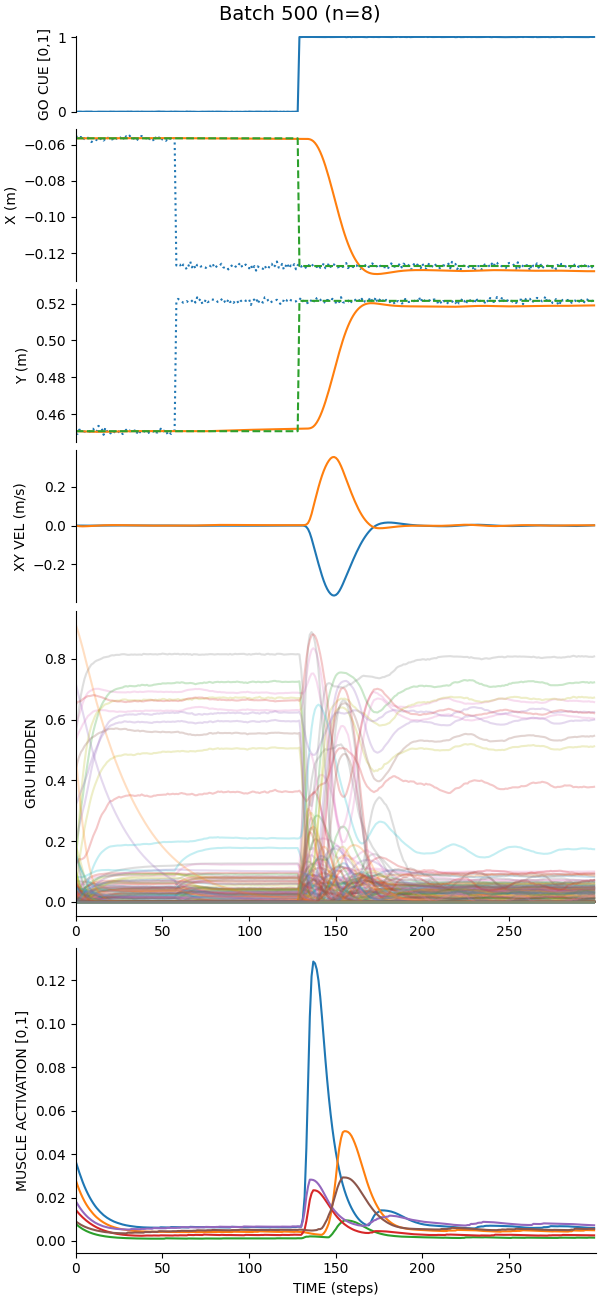 Batch 500 (n=8)
GO CUE [0,1]
1
0
X (m)
−0.06
−0.08
−0.10
−0.12
Y (m)
0.52
0.50
0.48
0.46
XY VEL (m/s)
0.2
0.0
−0.2
GRU HIDDEN
0.8
0.6
0.4
0.2
0.0
0 50 100 150 200 250
MUSCLE ACTIVATION [0,1]
0.12
0.10
0.08
0.06
0.04
0.02
0.00
0 50 100 150 200 250
TIME (steps)